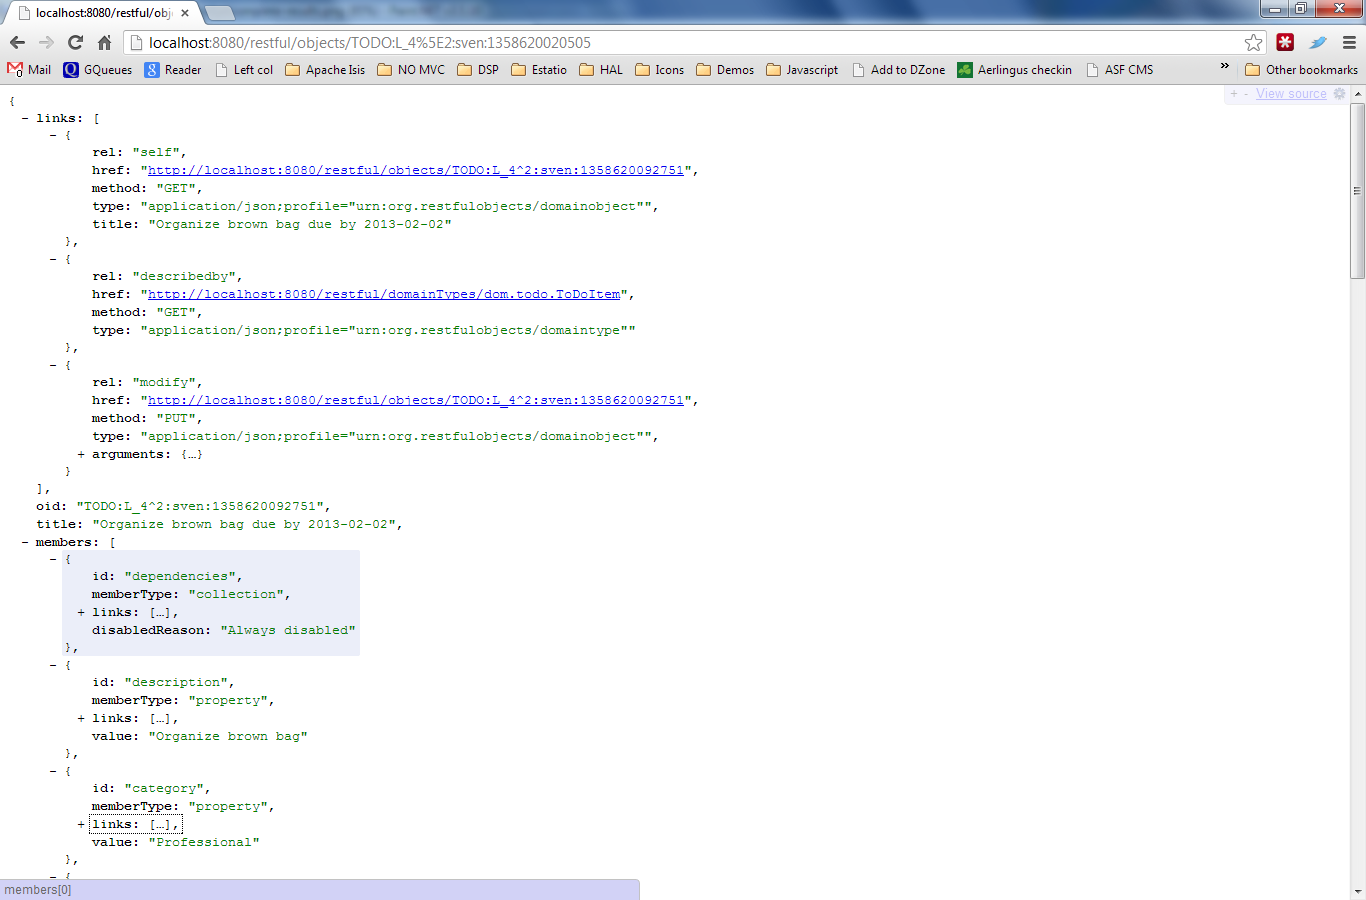 localhost:8080/restful/obj
localhost:8080/restful/objects/TODO:L_4%5E2:sven:1358620020505
Mail GQueues Reader Left col Apache Isis NO MVC DSP Estatio HAL Icons Demos Javascript Add to DZone Aerlingus checkin ASF CMS » Other bookmarks
+ - View source
{
- links: [
- {
rel: "self",
href: "http://localhost:8080/restful/objects/TODO:L_4^2:sven:1358620092751",
method: "GET",
type: "application/json;profile="urn:org.restfulobjects/domainobject"",
title: "Organize brown bag due by 2013-02-02"
},
- {
rel: "describedby",
href: "http://localhost:8080/restful/domainTypes/dom.todo.ToDoItem",
method: "GET",
type: "application/json;profile="urn:org.restfulobjects/domaintype""
},
- {
rel: "modify",
href: "http://localhost:8080/restful/objects/TODO:L_4^2:sven:1358620092751",
method: "PUT",
type: "application/json;profile="urn:org.restfulobjects/domainobject"",
+ arguments: {…}
}
],
oid: "TODO:L_4^2:sven:1358620092751",
title: "Organize brown bag due by 2013-02-02",
- members: [
- {
id: "dependencies",
memberType: "collection",
+ links: […],
disabledReason: "Always disabled"
},
- {
id: "description",
memberType: "property",
+ links: […],
value: "Organize brown bag"
},
- {
id: "category",
memberType: "property",
+ links: […],
value: "Professional"
},
- {
members[0]